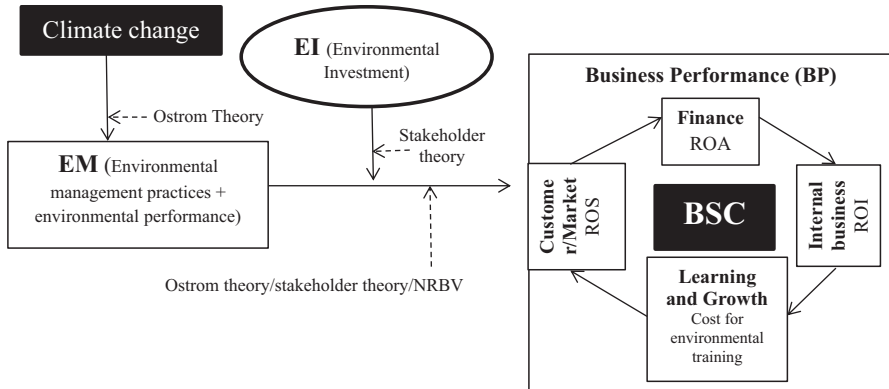 Climate change
EI (Environmental
Investment)
Ostrom Theory
Stakeholder
theory
EM (Environmental
management practices +
environmental performance)
Ostrom theory/stakeholder theory/NRBV
Business Performance (BP)
Finance
ROA
Custome
r/Market
ROS
BSC
Internal
business
ROI
Learning
and Growth
Cost for
environmental
training